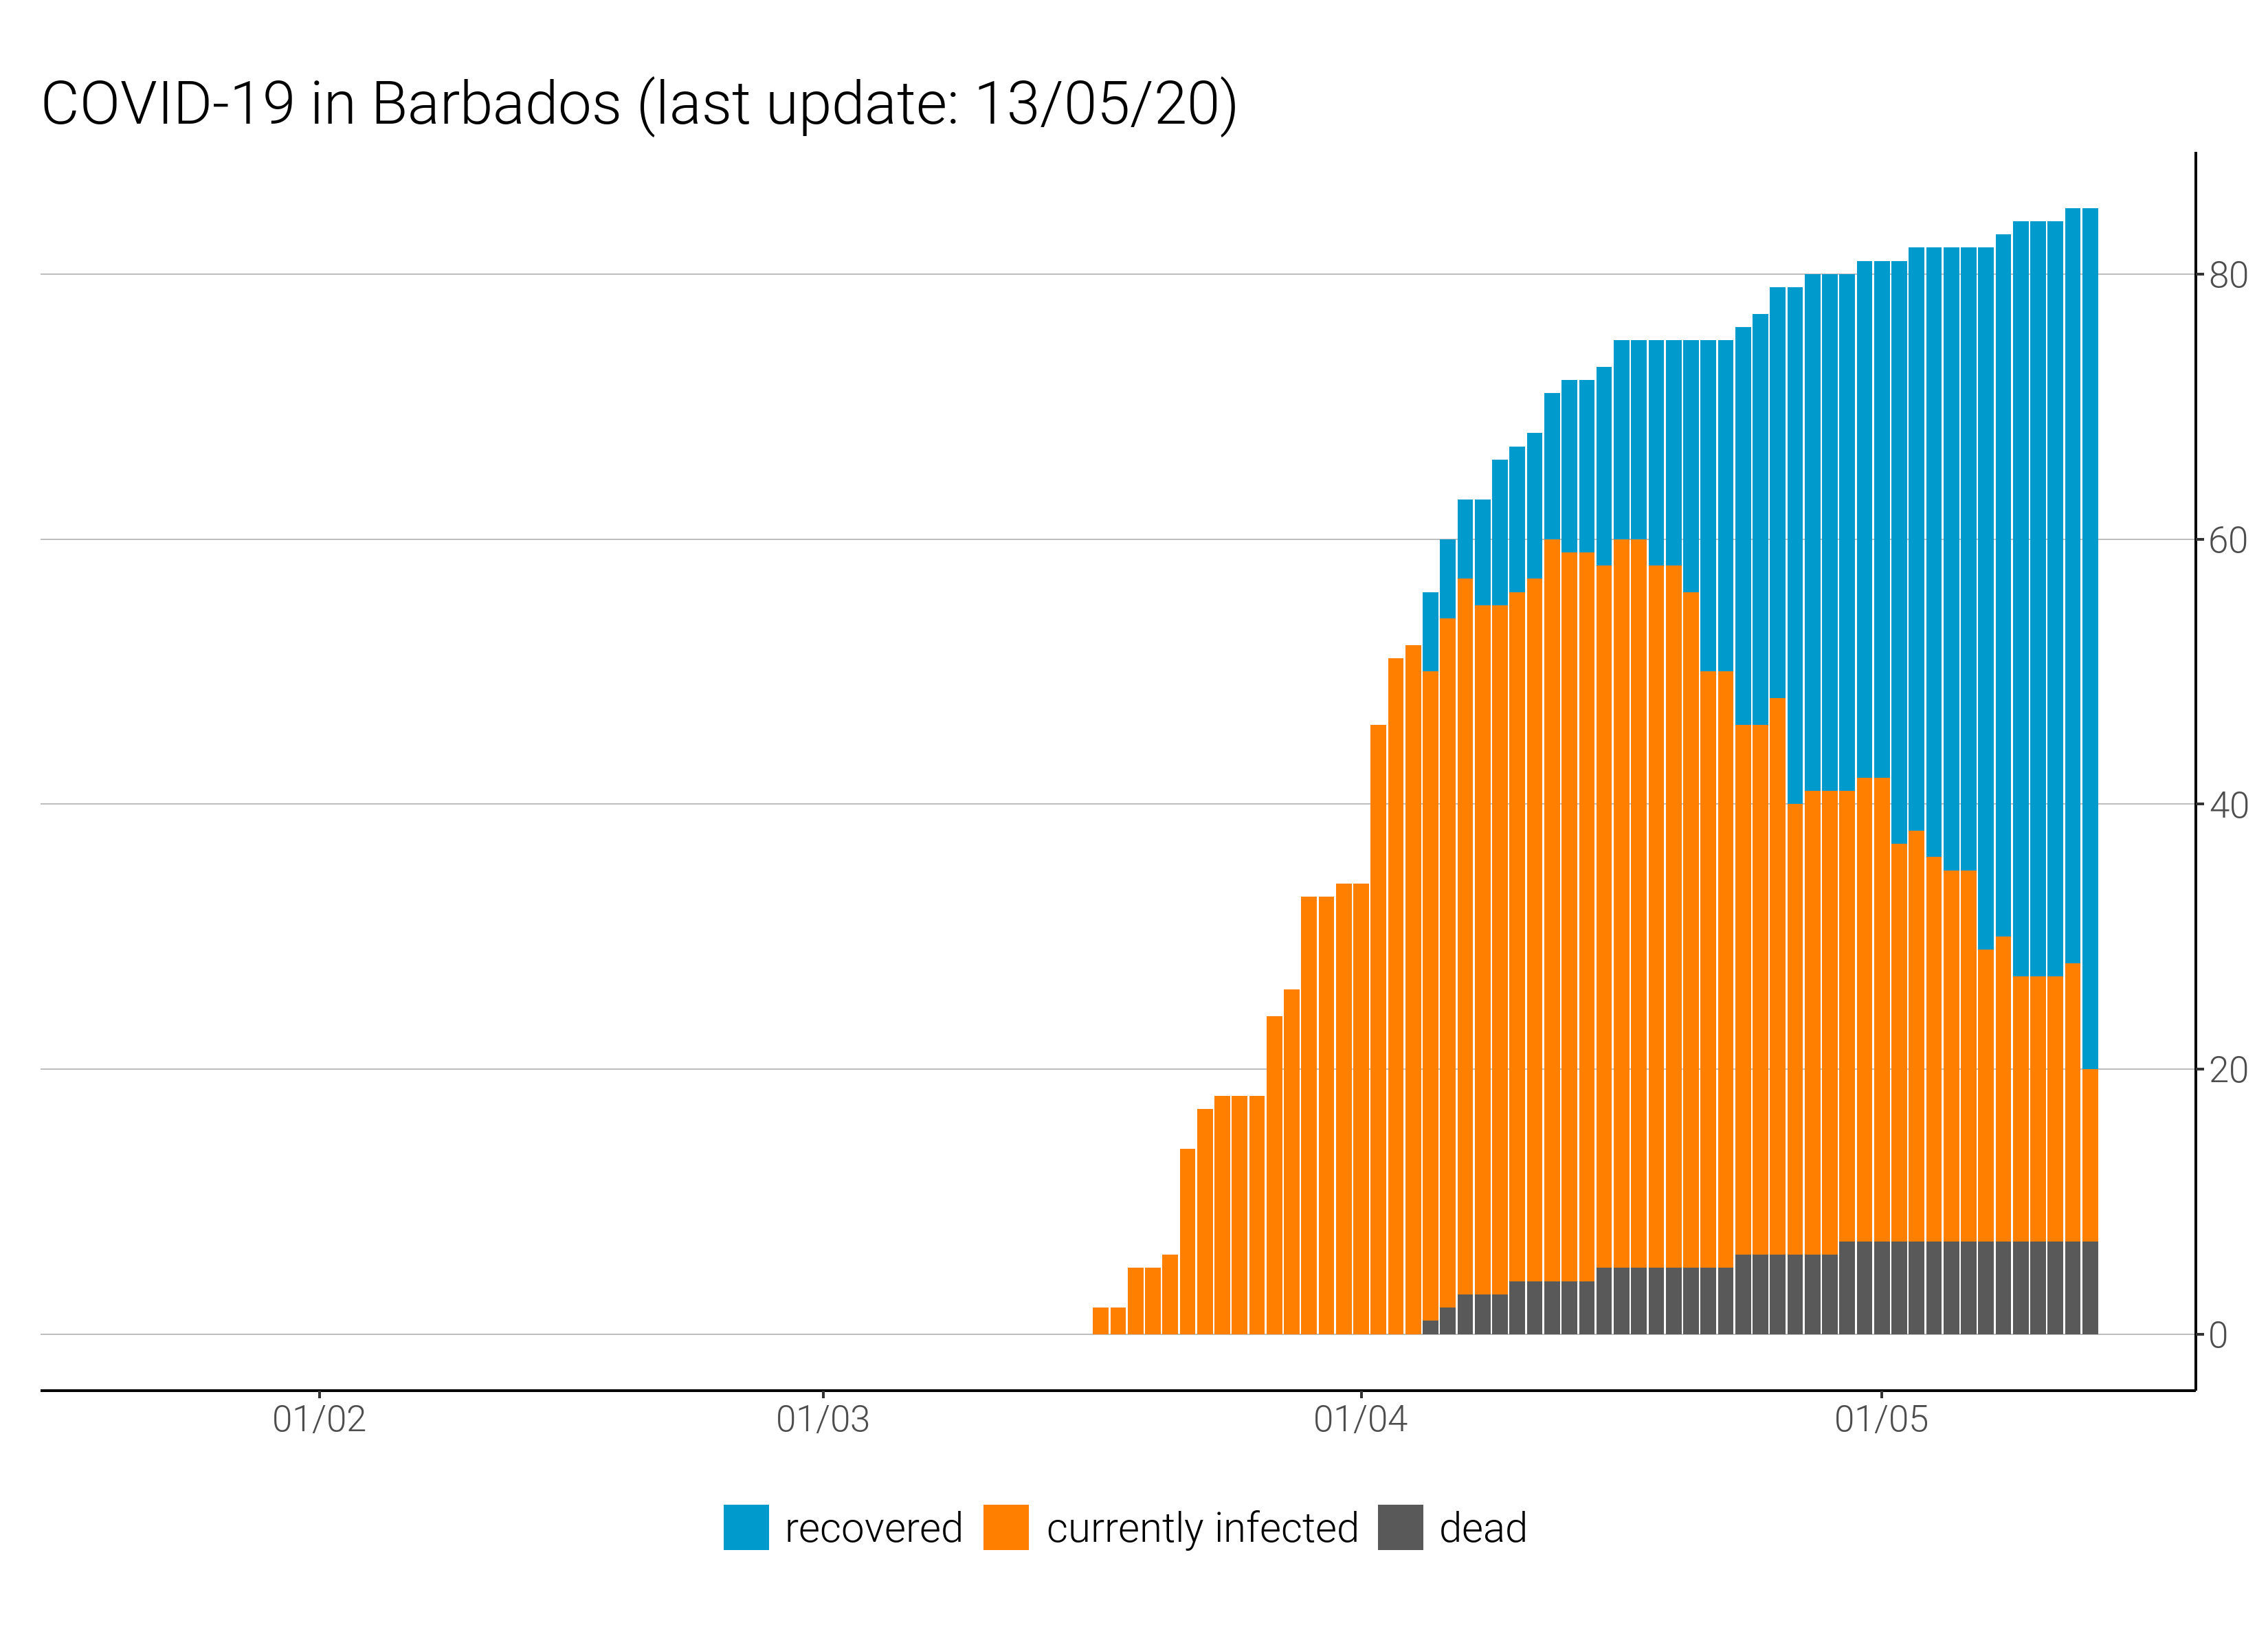 COVID-19 in Barbados (last update: 13/05/20)
80
60
40
20
0
01/02 01/03 01/04 01/05
recovered currently infected dead